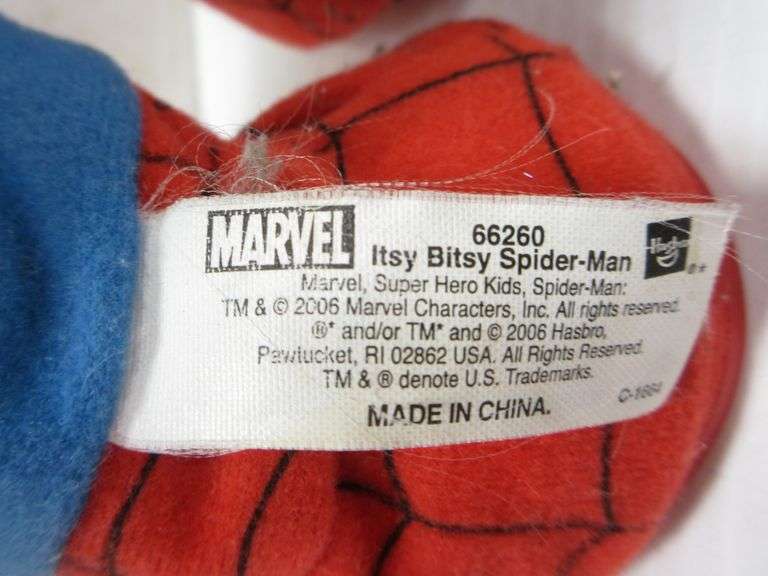 MARVEL
66260
Itsy Bitsy Spider-Man
Hasbro
®*
Marvel, Super Hero Kids, Spider-Man:
TM & © 2006 Marvel Characters, Inc. All rights reserved.
®* and/or TM* and © 2006 Hasbro,
Pawtucket, RI 02862 USA. All Rights Reserved.
TM & ® denote U.S. Trademarks.
C-1664
MADE IN CHINA.